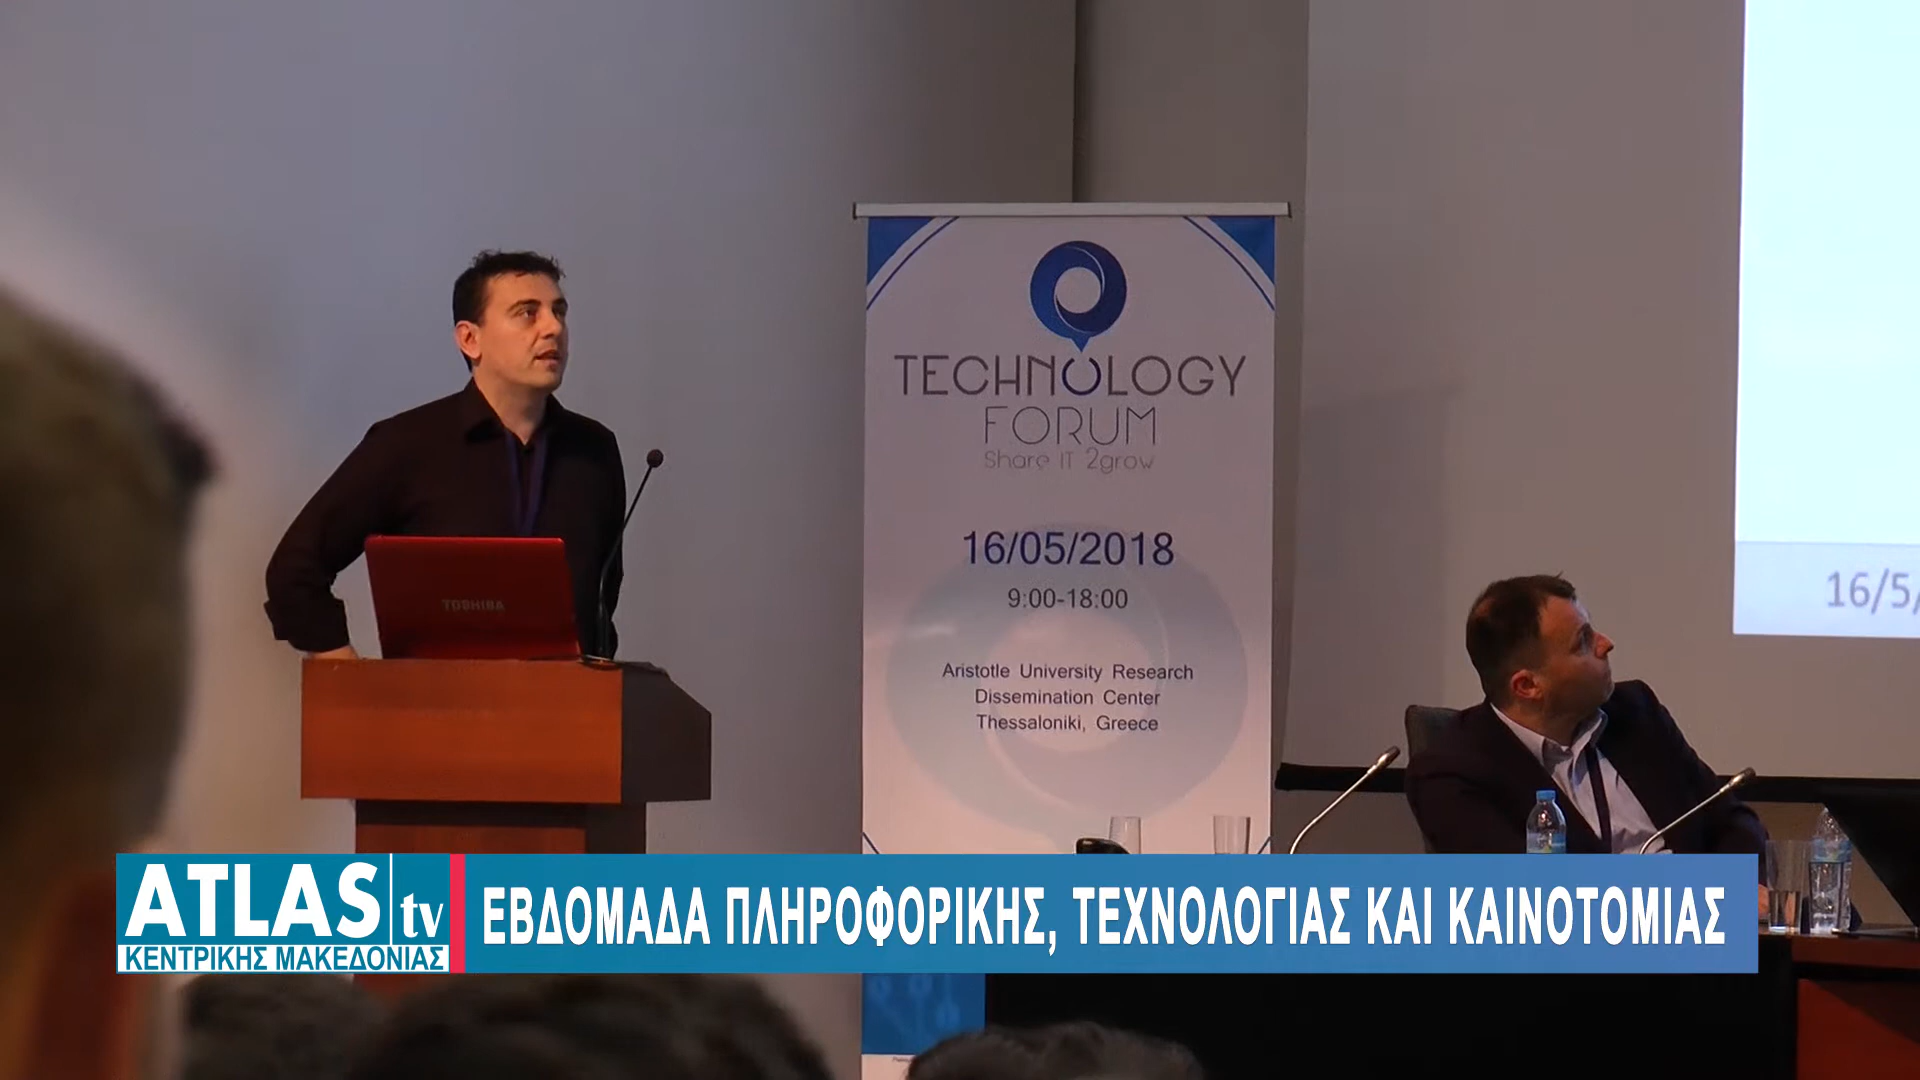 TECHNOLOGY
FORUM
Share IT 2grow
16/05/2018
9:00-18:00
Aristotle University Research
Dissemination Center
Thessaloniki, Greece
TOSHIBA
16/5/
ATLAS tv
ΚΕΝΤΡΙΚΗΣ ΜΑΚΕΔΟΝΙΑΣ
ΕΒΔΟΜΑΔΑ ΠΛΗΡΟΦΟΡΙΚΗΣ, ΤΕΧΝΟΛΟΓΙΑΣ ΚΑΙ ΚΑΙΝΟΤΟΜΙΑΣ